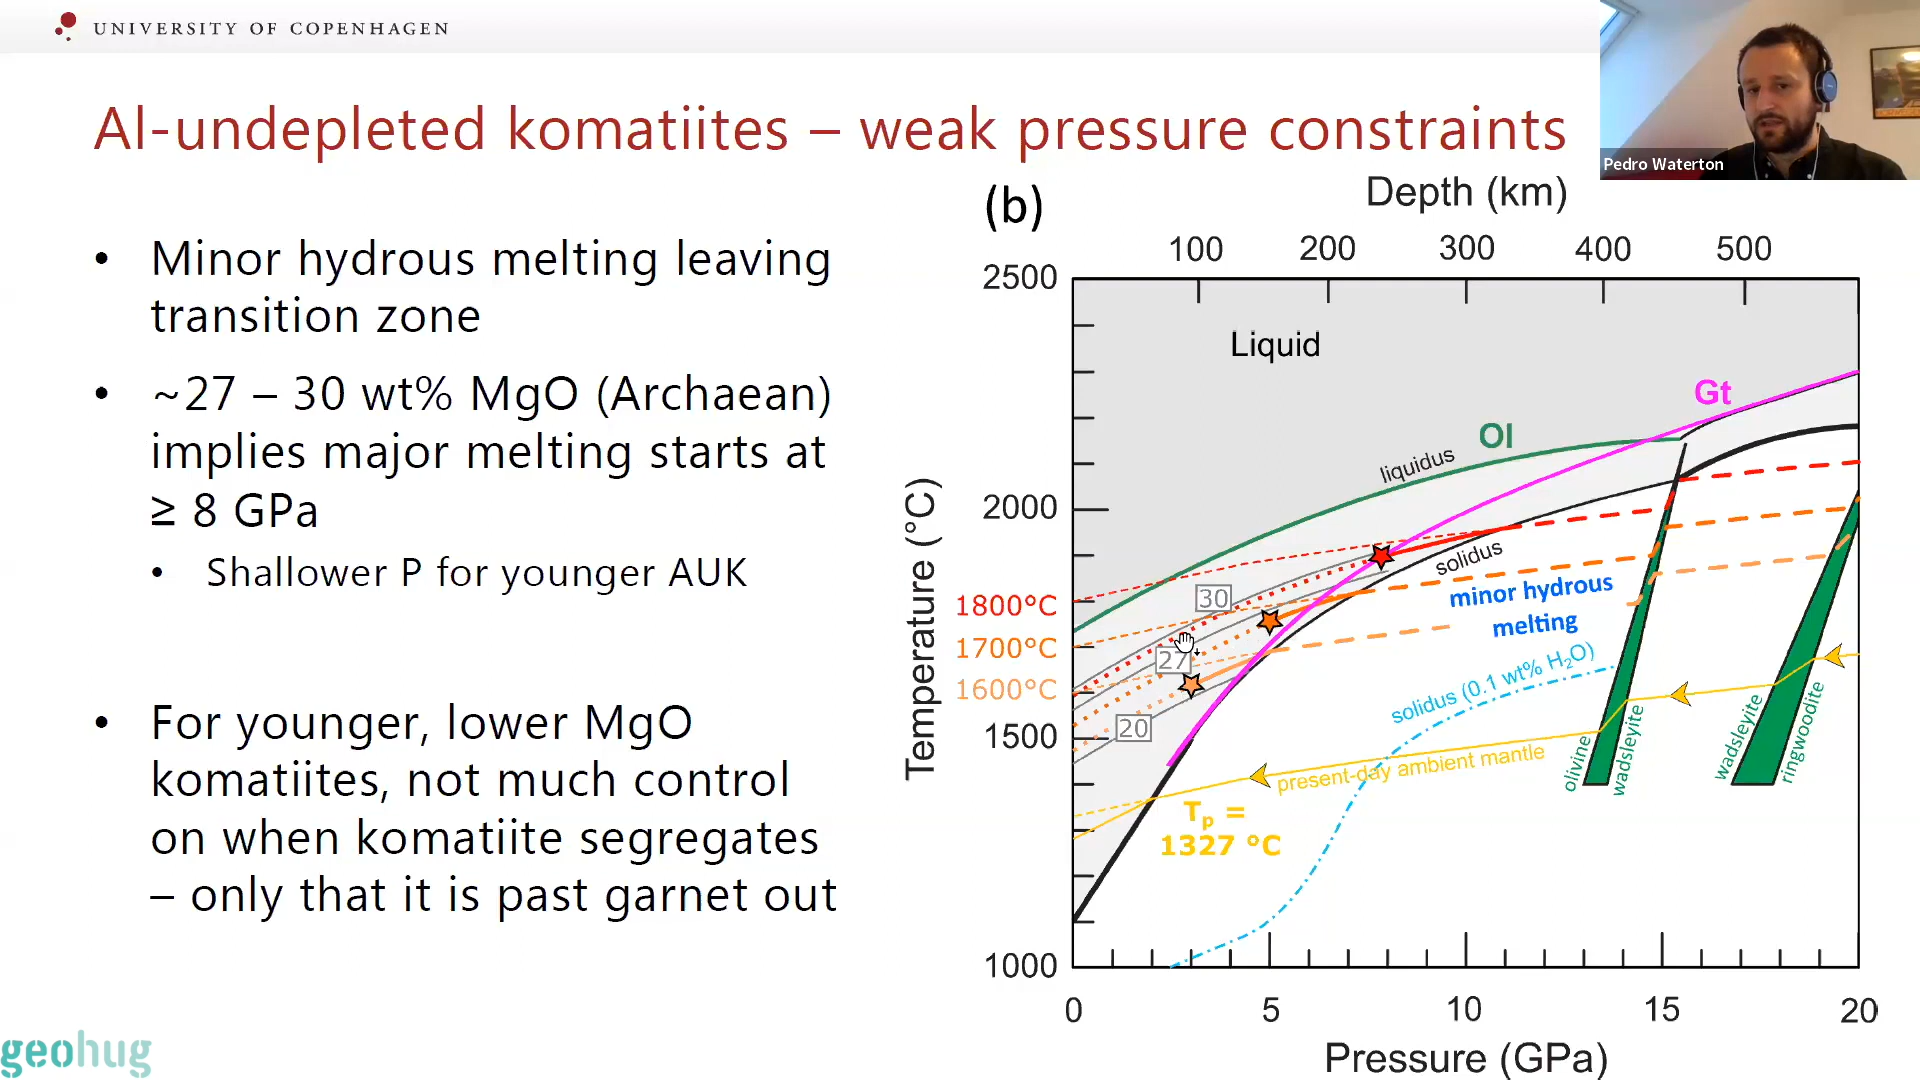 UNIVERSITY OF COPENHAGEN
Al-undepleted komatiites – weak pressure constraints
Pedro Waterton
• Minor hydrous melting leaving
transition zone
• ~27 – 30 wt% MgO (Archaean)
implies major melting starts at
≥ 8 GPa
• Shallower P for younger AUK
• For younger, lower MgO
komatiites, not much control
on when komatiite segregates
– only that it is past garnet out
(b)
Depth (km)
100 200 300 400 500
2500
2000
1500
1000
Temperature (°C)
1800°C
1700°C
1600°C
Liquid
Gt
Ol
liquidus
solidus
30
27
20
minor hydrous
melting
solidus (0.1 wt% H₂O)
present-day ambient mantle
Tp =
1327 °C
olivine
wadsleyite
wadsleyite
ringwoodite
0 5 10 15 20
Pressure (GPa)
geohug